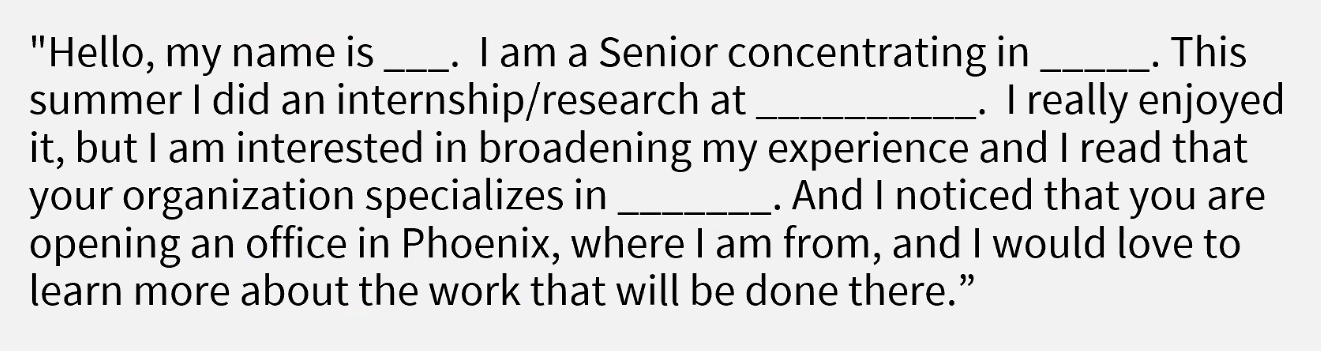 "Hello, my name is ___.  I am a Senior concentrating in _____. This
summer I did an internship/research at __________.  I really enjoyed
it, but I am interested in broadening my experience and I read that
your organization specializes in _______. And I noticed that you are
opening an office in Phoenix, where I am from, and I would love to
learn more about the work that will be done there.”